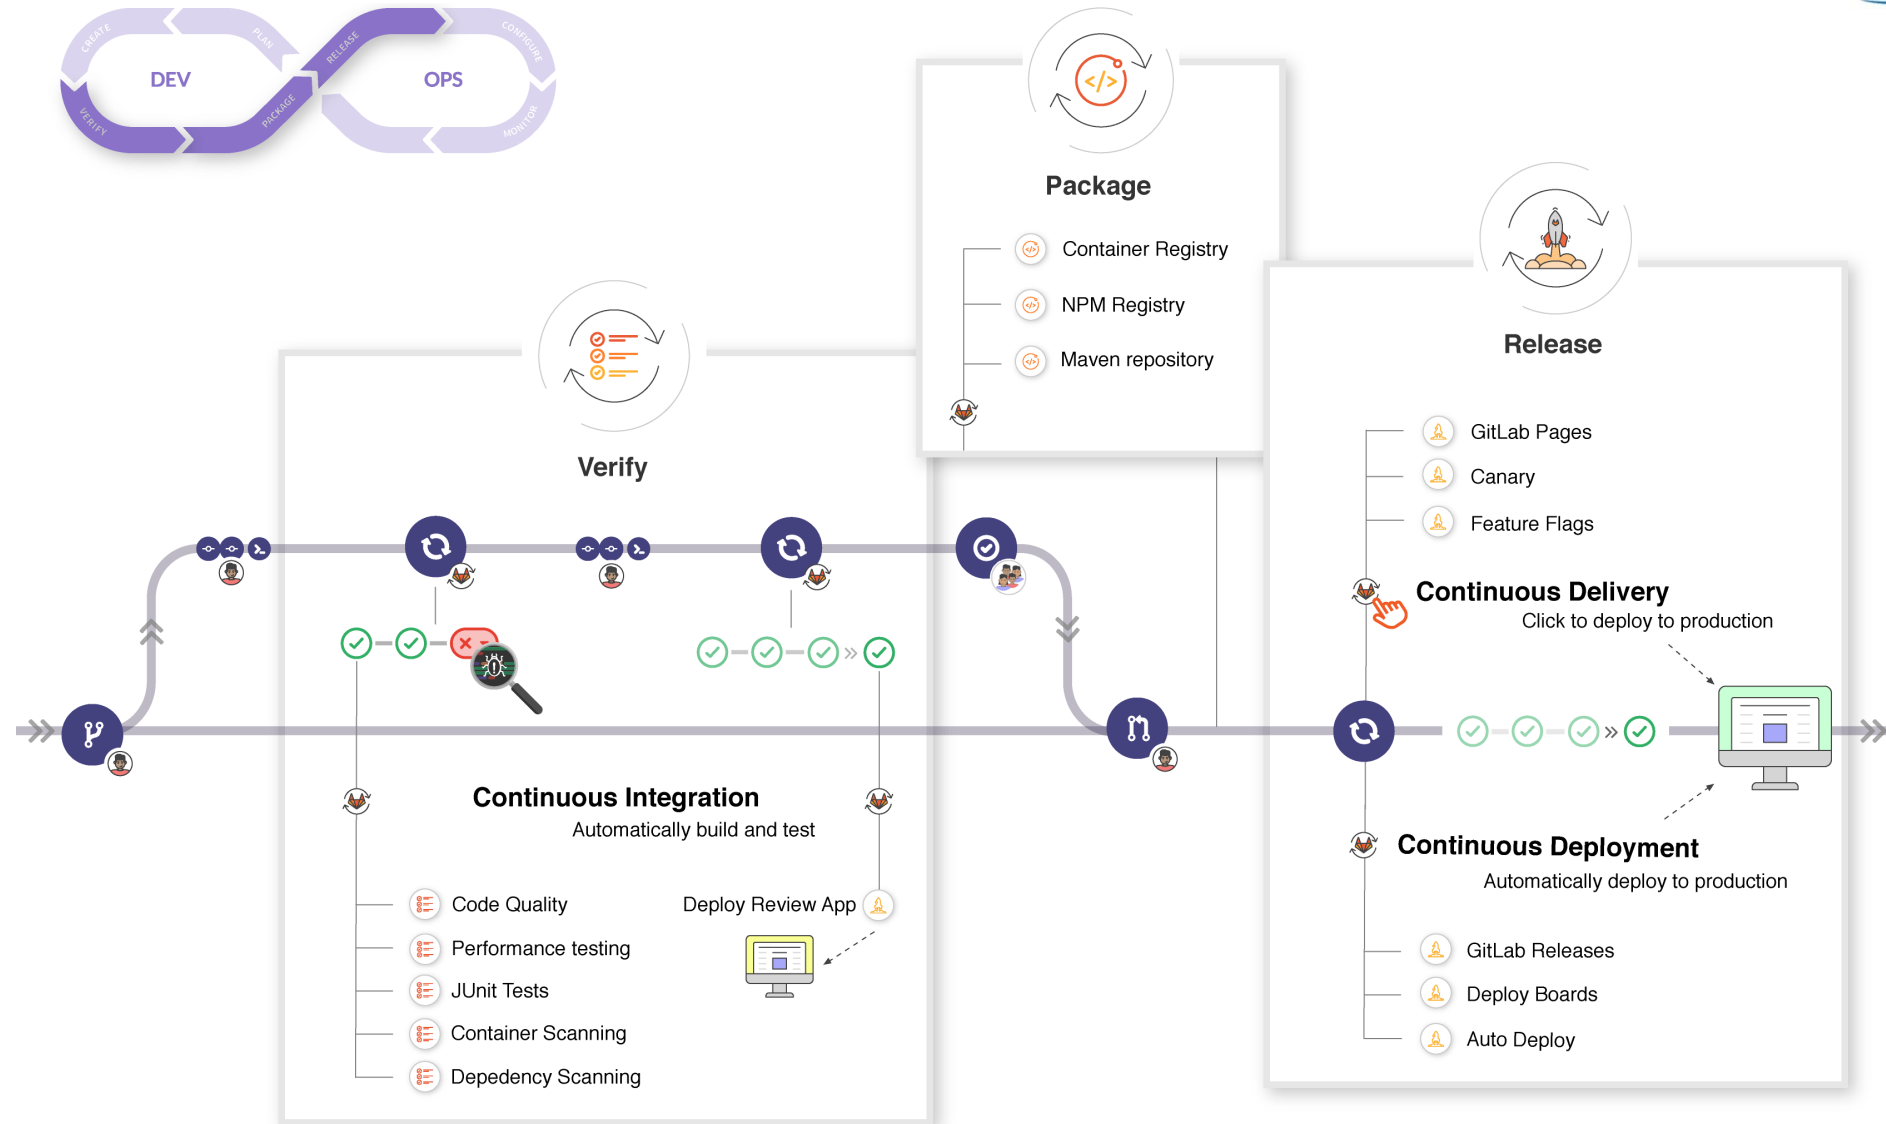 CREATE
PLAN
RELEASE
CONFIGURE
DEV
OPS
VERIFY
PACKAGE
MONITOR
Package
Container Registry
NPM Registry
Maven repository
Release
GitLab Pages
Canary
Feature Flags
Continuous Delivery
Click to deploy to production
Continuous Deployment
Automatically deploy to production
GitLab Releases
Deploy Boards
Auto Deploy
Verify
Continuous Integration
Automatically build and test
Code Quality
Performance testing
JUnit Tests
Container Scanning
Depedency Scanning
Deploy Review App